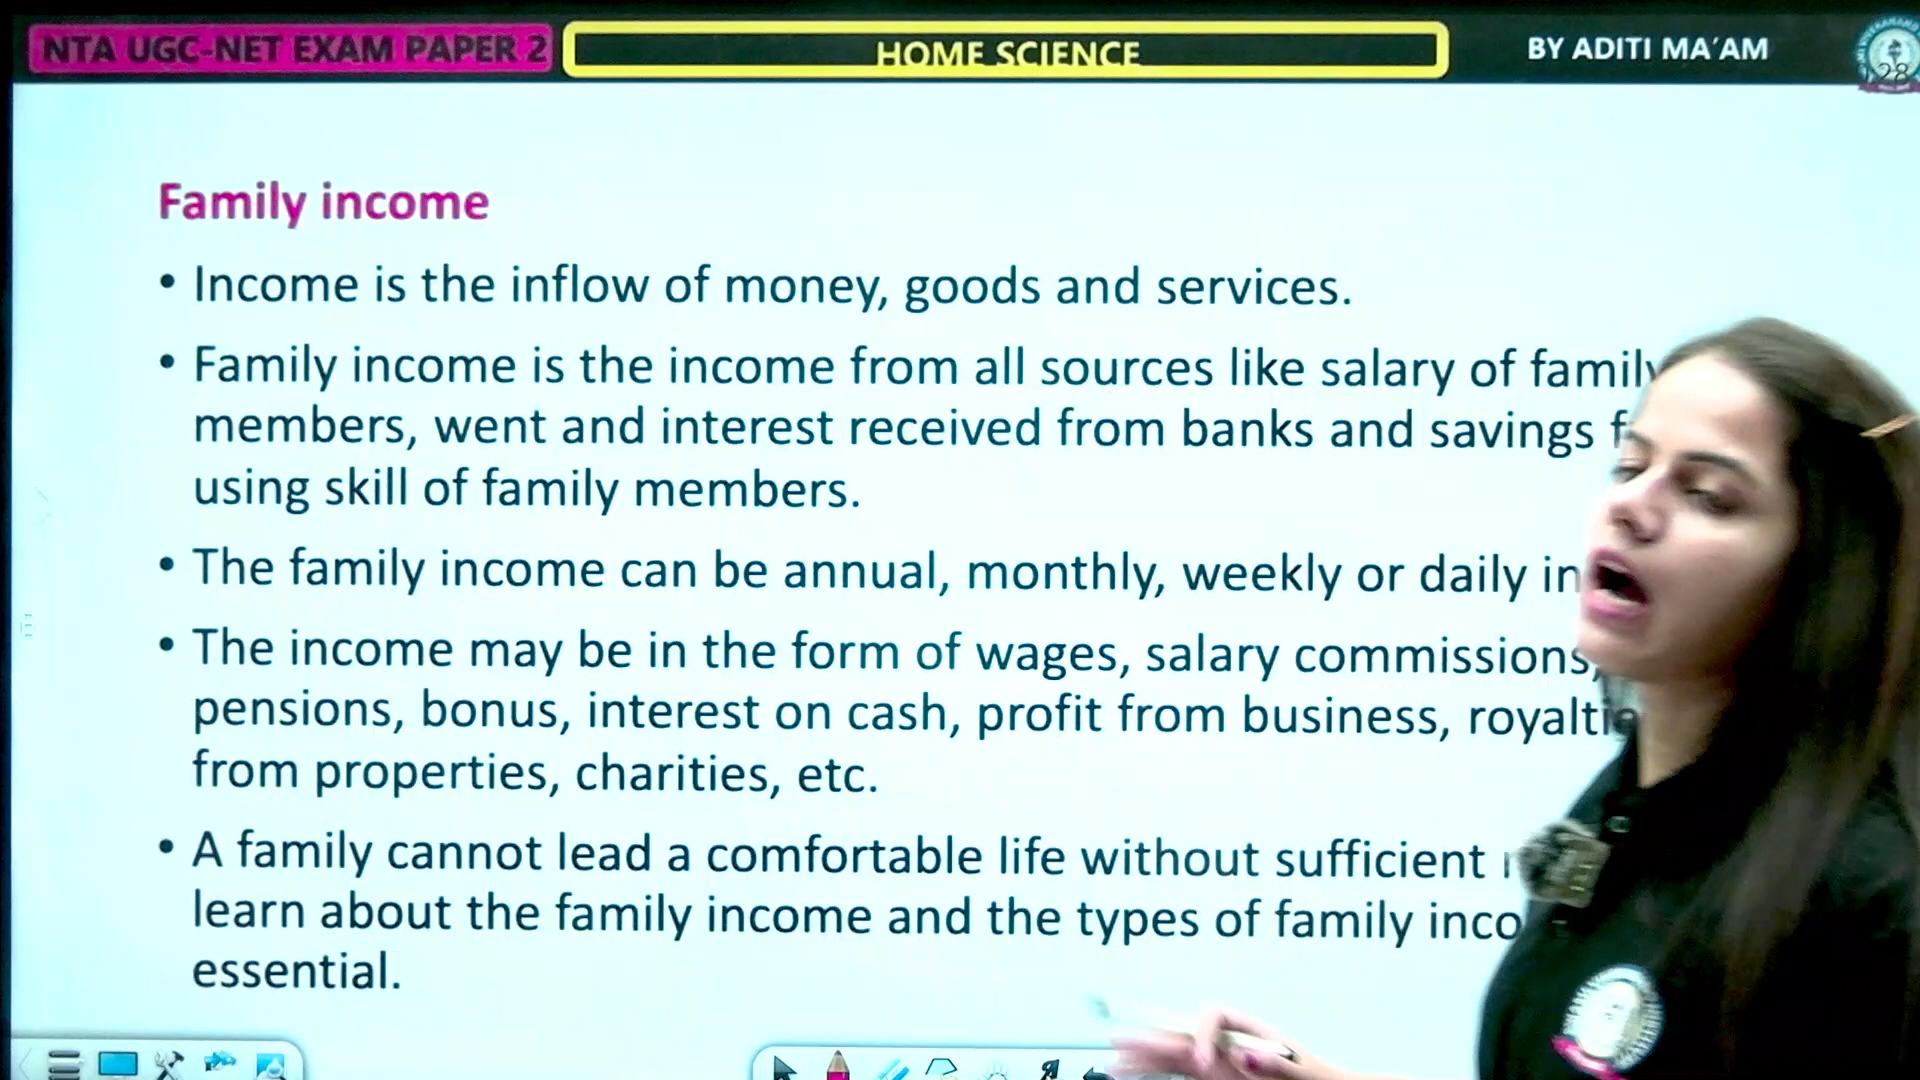 NTA UGC-NET EXAM PAPER 2
HOME SCIENCE
BY ADITI MA'AM
28
Family income
• Income is the inflow of money, goods and services.
• Family income is the income from all sources like salary of family
members, went and interest received from banks and savings
using skill of family members.
• The family income can be annual, monthly, weekly or daily
• The income may be in the form of wages, salary commissions,
pensions, bonus, interest on cash, profit from business,
from properties, charities, etc.
• A family cannot lead a comfortable life without sufficient
learn about the family income and the types of family
essential.